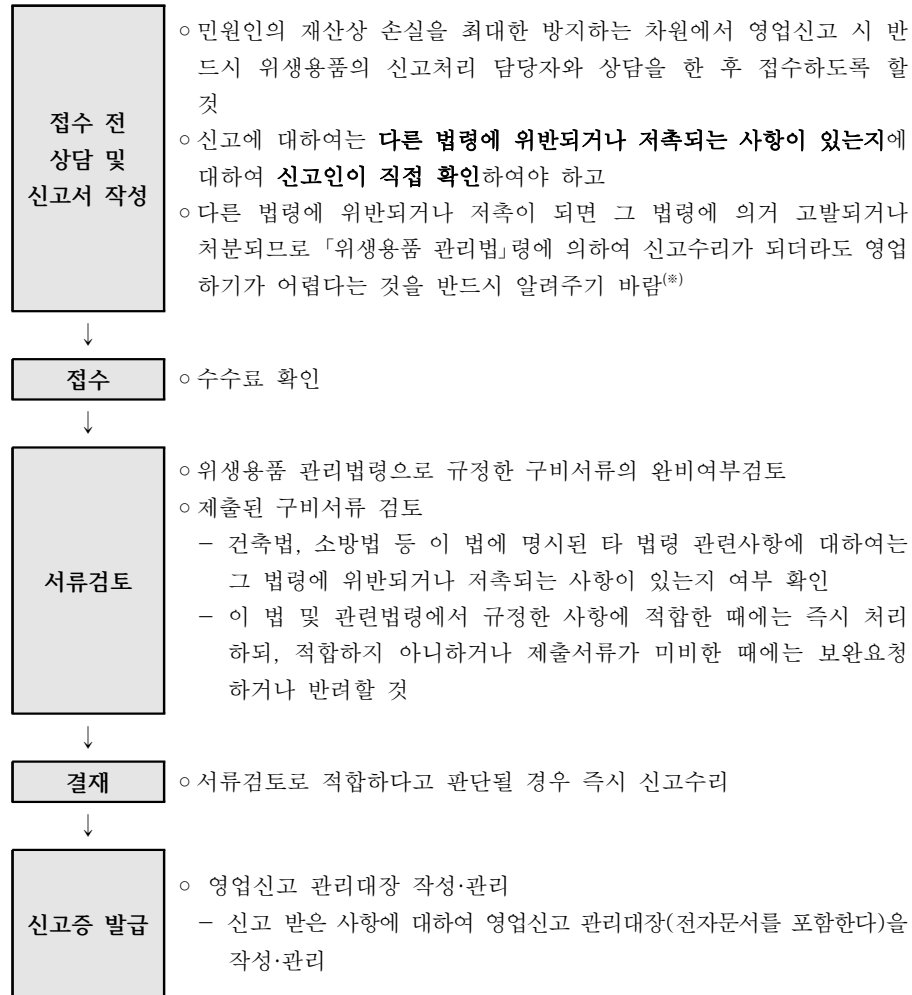 접수 전
상담 및
신고서 작성
○ 민원인의 재산상 손실을 최대한 방지하는 차원에서 영업신고 시 반
드시 위생용품의 신고처리 담당자와 상담을 한 후 접수하도록 할
것
○ 신고에 대하여는 다른 법령에 위반되거나 저촉되는 사항이 있는지에
대하여 신고인이 직접 확인하여야 하고
○ 다른 법령에 위반되거나 저촉이 되면 그 법령에 의거 고발되거나
처분되므로 「위생용품 관리법」령에 의하여 신고수리가 되더라도 영업
하기가 어렵다는 것을 반드시 알려주기 바람(※)
↓
접수
○ 수수료 확인
↓
서류검토
○ 위생용품 관리법령으로 규정한 구비서류의 완비여부검토
○ 제출된 구비서류 검토
- 건축법, 소방법 등 이 법에 명시된 타 법령 관련사항에 대하여는
그 법령에 위반되거나 저촉되는 사항이 있는지 여부 확인
- 이 법 및 관련법령에서 규정한 사항에 적합한 때에는 즉시 처리
하되, 적합하지 아니하거나 제출서류가 미비한 때에는 보완요청
하거나 반려할 것
↓
결재
○ 서류검토로 적합하다고 판단될 경우 즉시 신고수리
↓
신고증 발급
○ 영업신고 관리대장 작성·관리
- 신고 받은 사항에 대하여 영업신고 관리대장(전자문서를 포함한다)을
작성·관리